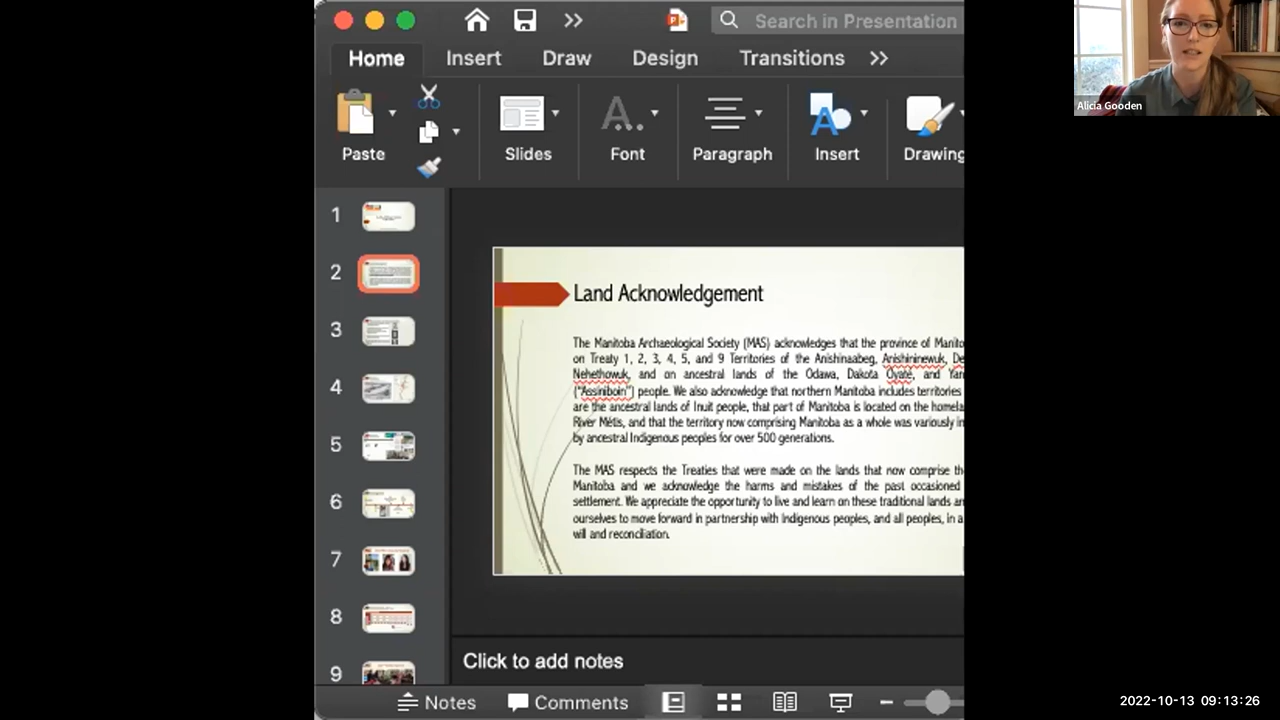 Search in Presentation
Home Insert Draw Design Transitions
Paste Slides Font Paragraph Insert Drawing
1
2
3
4
5
6
7
8
9
Land Acknowledgement
The Manitoba Archaeological Society (MAS) acknowledges that the province of Manito
on Treaty 1, 2, 3, 4, 5, and 9 Territories of the Anishinaabeg, Anishininewuk, De
Nehethowuk, and on ancestral lands of the Odawa, Dakota Oyate, and Yan
("Assiniboin") people. We also acknowledge that northern Manitoba includes territories
are the ancestral lands of Inuit people, that part of Manitoba is located on the homela
River Métis, and that the territory now comprising Manitoba as a whole was variously in
by ancestral Indigenous peoples for over 500 generations.
The MAS respects the Treaties that were made on the lands that now comprise th
Manitoba and we acknowledge the harms and mistakes of the past occasioned
settlement. We appreciate the opportunity to live and learn on these traditional lands an
ourselves to move forward in partnership with Indigenous peoples, and all peoples, in a
will and reconciliation.
Click to add notes
Notes Comments
Alicia Gooden
2022-10-13 09:13:26